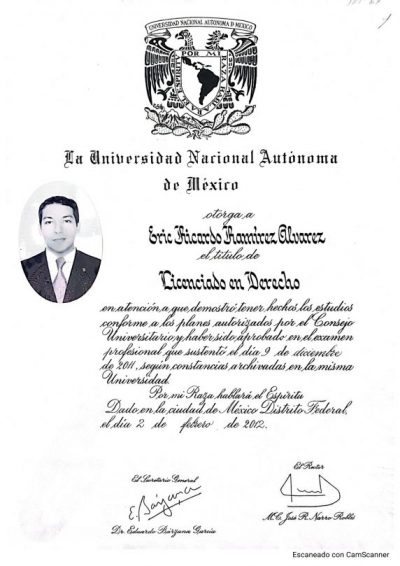 UNIVERSIDAD NACIONAL AUTÓNOMA D MÉXICO
POR MI RAZA HABLARÁ EL ESPÍRITU
La Universidad Nacional Autónoma
de México
otorga a
Eric Ricardo Ramírez Alvarez
el título de
Licenciado en Derecho
en atención a que demostró tener hechos los estudios
conforme a los planes autorizados por el Consejo
Universitario y haber sido aprobado en el examen
profesional que sustentó el día 9 de diciembre
de 2011, según constancias archivadas en la misma
Universidad.
Por mi Raza hablará el Espíritu
Dado en la ciudad de México Distrito Federal,
el día 2 de febrero de 2012.
El Secretario General
El Rector
Dr. Eduardo Bárzana García
M.C. José R. Narro Robles
Escaneado con CamScanner